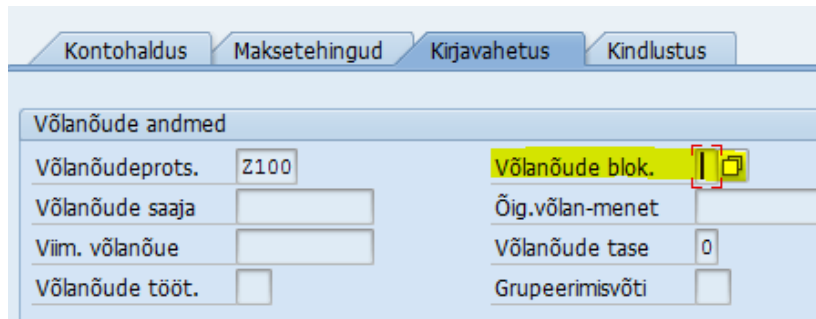 Kontohaldus Maksetehingud Kirjavahetus Kindlustus
Võlanõude andmed
Võlanõudeprots. Z100 Võlanõude blok.
Võlanõude saaja Õig.võlan-menet
Viim. võlanõue Võlanõude tase 0
Võlanõude tööt. Grupeerimisvõti